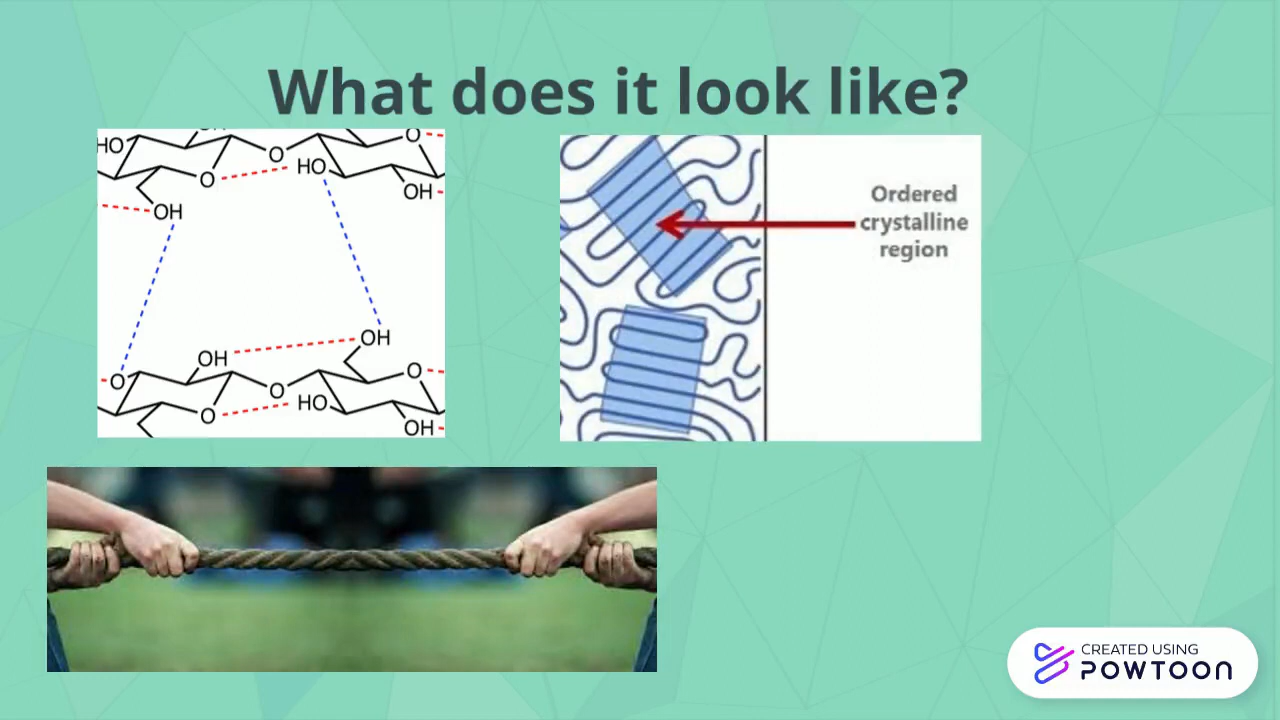 What does it look like?
HO
O
O
HO
O
OH
OH
OH
OH
O
O
O
O
HO
OH
Ordered
crystalline
region
CREATED USING
POWTOON